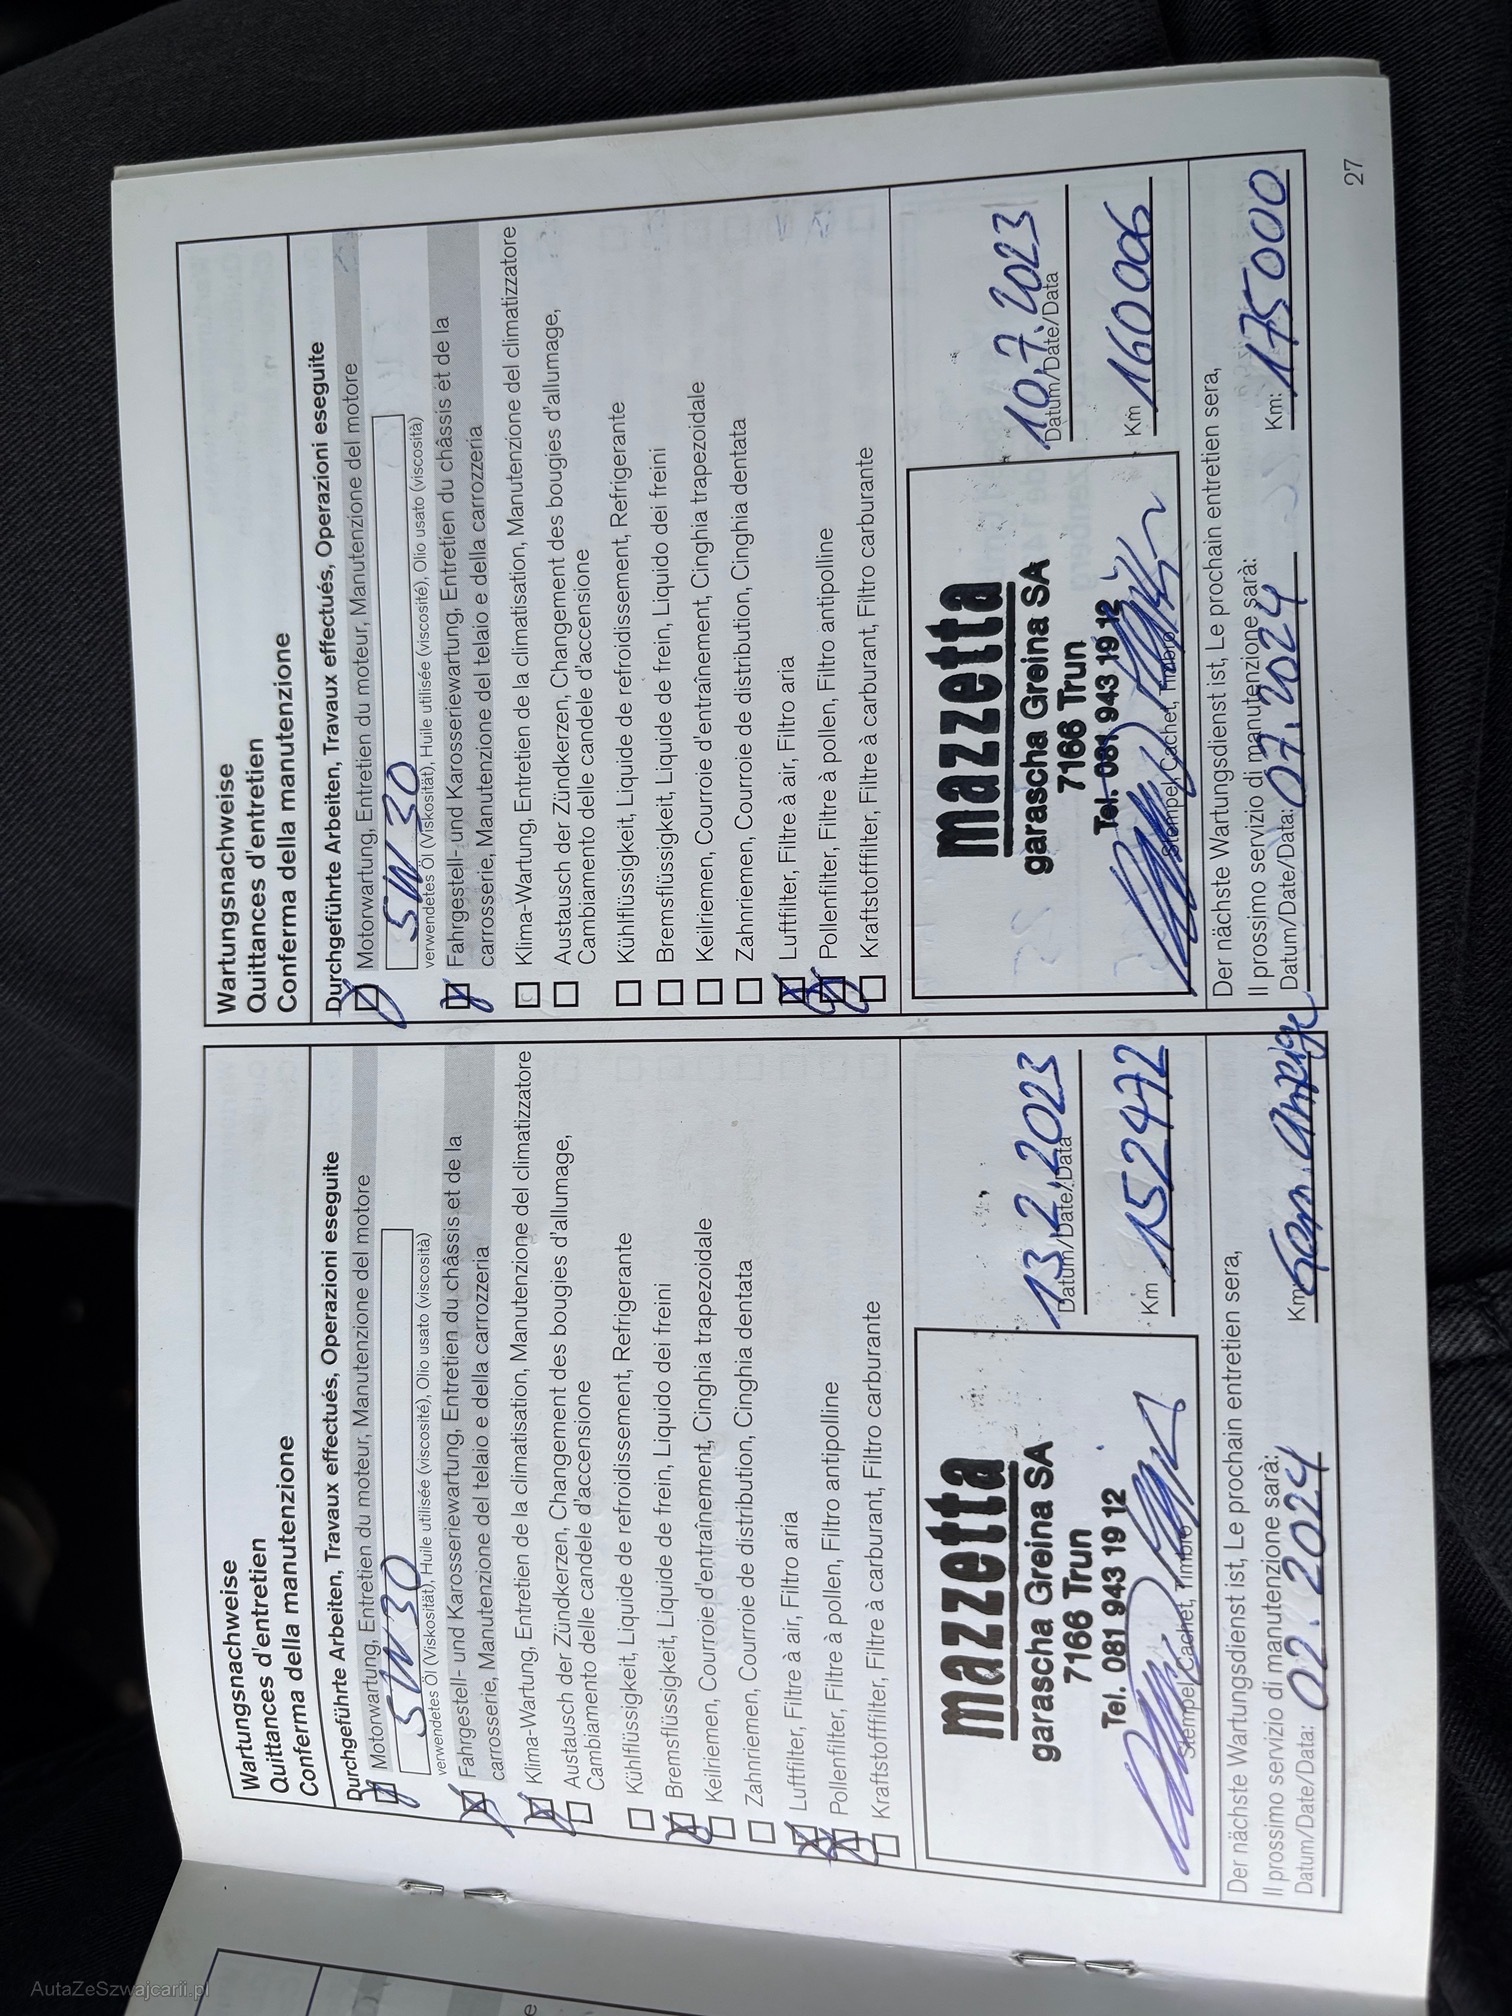 Wartungsnachweise
Quittances d'entretien
Conferma della manutenzione
Durchgeführte Arbeiten, Travaux effectués, Operazioni eseguite
Motorwartung, Entretien du moteur, Manutenzione del motore
5W30
verwendetes Öl (Viskosität), Huile utilisée (viscosité), Olio usato (viscosità)
Fahrgestell- und Karosseriewartung, Entretien du châssis et de la
carrosserie, Manutenzione del telaio e della carrozzeria
Klima-Wartung, Entretien de la climatisation, Manutenzione del climatizzatore
Austausch der Zündkerzen, Changement des bougies d'allumage,
Cambiamento delle candele d'accensione
Kühlflüssigkeit, Liquide de refroidissement, Refrigerante
Bremsflüssigkeit, Liquide de frein, Liquido dei freini
Keilriemen, Courroie d'entraînement, Cinghia trapezoidale
Zahnriemen, Courroie de distribution, Cinghia dentata
Luftfilter, Filtre à air, Filtro aria
Pollenfilter, Filtre à pollen, Filtro antipolline
Kraftstofffilter, Filtre à carburant, Filtro carburante
mazzetta
garascha Greina SA
7166 Trun
Tel. 081 943 19 12
Stempel, Cachet, Timbro
13.2.2023
Datum/Date/Data
Km 152472
Der nächste Wartungsdienst ist, Le prochain entretien sera,
Il prossimo servizio di manutenzione sarà:
Datum/Date/Data: 02.2024 Km:
Wartungsnachweise
Quittances d'entretien
Conferma della manutenzione
Durchgeführte Arbeiten, Travaux effectués, Operazioni eseguite
Motorwartung, Entretien du moteur, Manutenzione del motore
5W30
verwendetes Öl (Viskosität), Huile utilisée (viscosité), Olio usato (viscosità)
Fahrgestell- und Karosseriewartung, Entretien du châssis et de la
carrosserie, Manutenzione del telaio e della carrozzeria
Klima-Wartung, Entretien de la climatisation, Manutenzione del climatizzatore
Austausch der Zündkerzen, Changement des bougies d'allumage,
Cambiamento delle candele d'accensione
Kühlflüssigkeit, Liquide de refroidissement, Refrigerante
Bremsflüssigkeit, Liquide de frein, Liquido dei freini
Keilriemen, Courroie d'entraînement, Cinghia trapezoidale
Zahnriemen, Courroie de distribution, Cinghia dentata
Luftfilter, Filtre à air, Filtro aria
Pollenfilter, Filtre à pollen, Filtro antipolline
Kraftstofffilter, Filtre à carburant, Filtro carburante
mazzetta
garascha Greina SA
7166 Trun
Tel. 081 943 19 12
Stempel, Cachet, Timbro
10.7.2023
Datum/Date/Data
Km 160006
Der nächste Wartungsdienst ist, Le prochain entretien sera,
Il prossimo servizio di manutenzione sarà:
Datum/Date/Data: 07.2024 Km: 175000
27
AutaZeSzwajcarii.pl